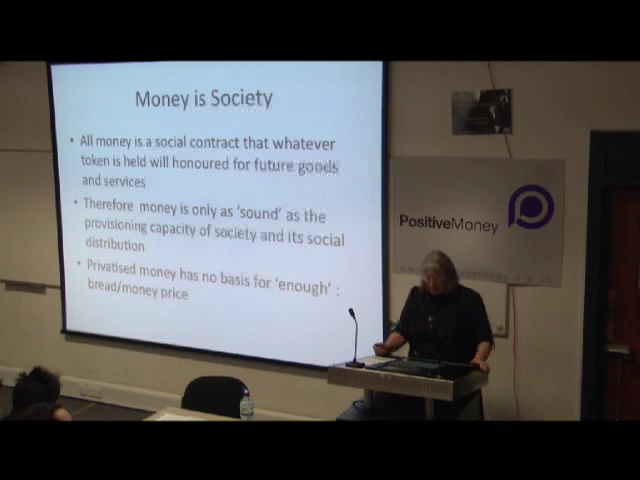 Money is Society
• All money is a social contract that whatever
token is held will honoured for future goods
and services
• Therefore money is only as ‘sound’ as the
provisioning capacity of society and its social
distribution
• Privatised money has no basis for ‘enough’ :
bread/money price
PositiveMoney